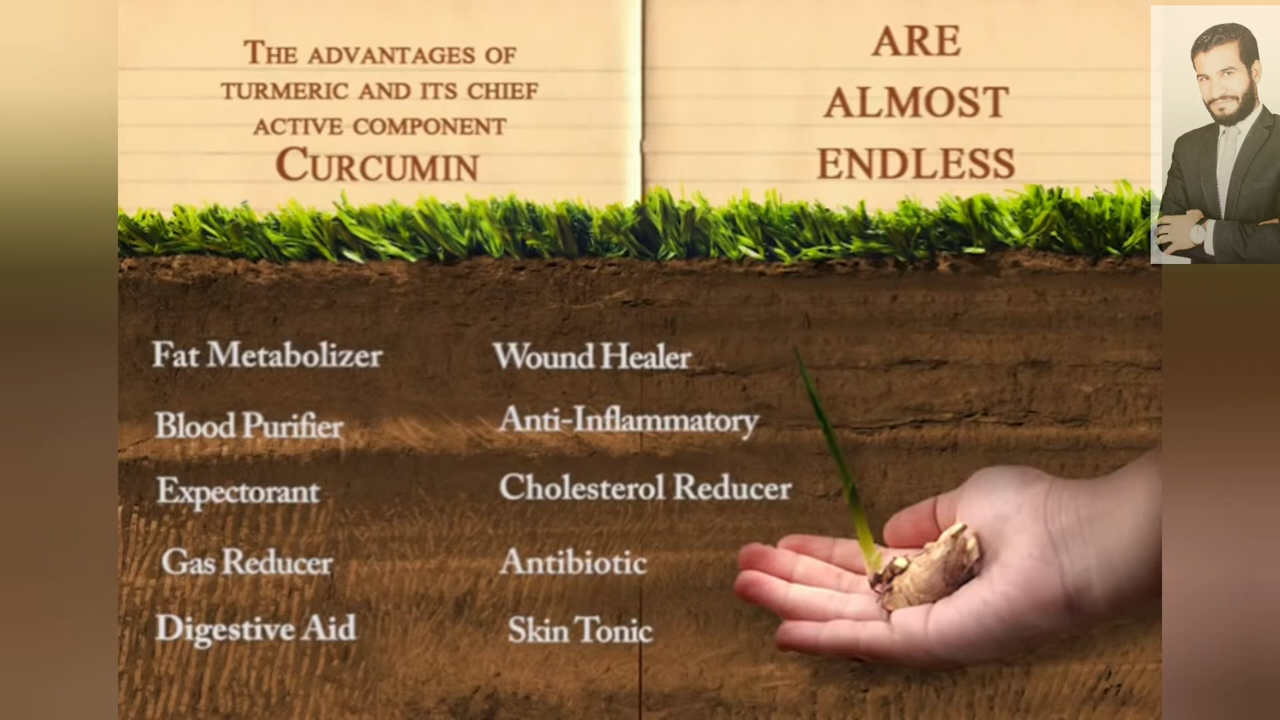 THE ADVANTAGES OF
TURMERIC AND ITS CHIEF
ACTIVE COMPONENT
CURCUMIN
ARE
ALMOST
ENDLESS
Fat Metabolizer
Blood Purifier
Expectorant
Gas Reducer
Digestive Aid
Wound Healer
Anti-Inflammatory
Cholesterol Reducer
Antibiotic
Skin Tonic